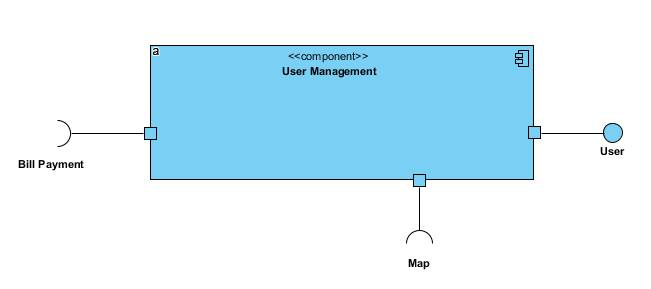 a
<<component>>
User Management
Bill Payment
User
Map